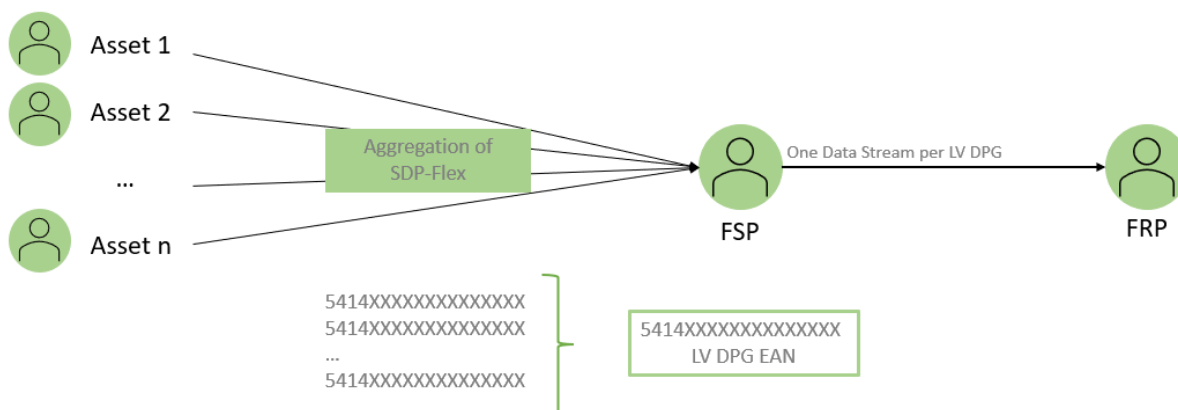 Asset 1
Asset 2
...
Asset n
Aggregation of
SDP-Flex
FSP
One Data Stream per LV DPG
FRP
5414XXXXXXXXXXXXXX
5414XXXXXXXXXXXXXX
...
5414XXXXXXXXXXXXXX
5414XXXXXXXXXXXXXX
LV DPG EAN